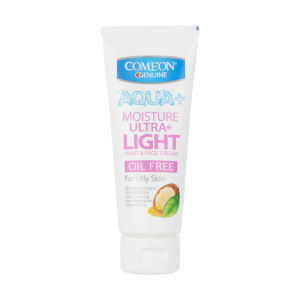 COMEON
GENUINE
AQUA+
MOISTURE
ULTRA+
LIGHT
HAND & FACE CREAM
OIL FREE
For Oily Skin